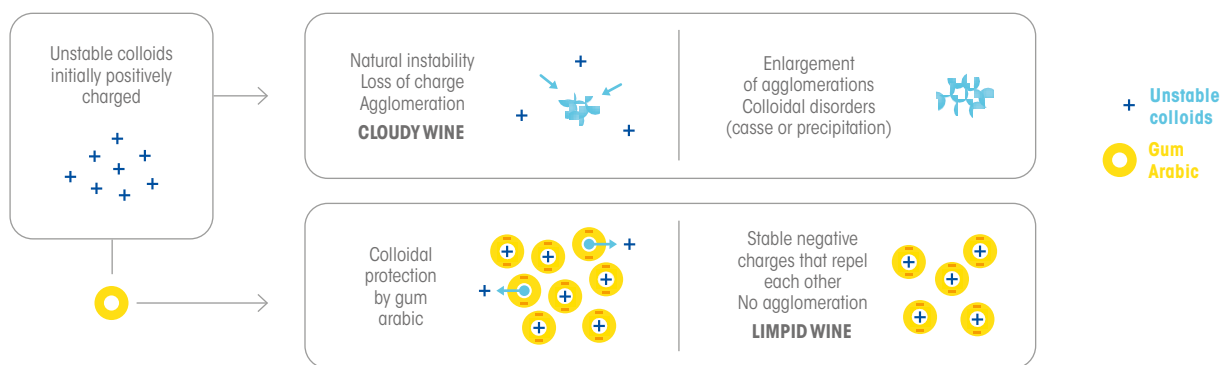 Unstable colloids
initially positively
charged
Natural instability
Loss of charge
Agglomeration
CLOUDY WINE
Enlargement
of agglomerations
Colloidal disorders
(casse or precipitation)
Unstable
colloids
Gum
Arabic
Colloidal
protection
by gum
arabic
Stable negative
charges that repel
each other
No agglomeration
LIMPID WINE